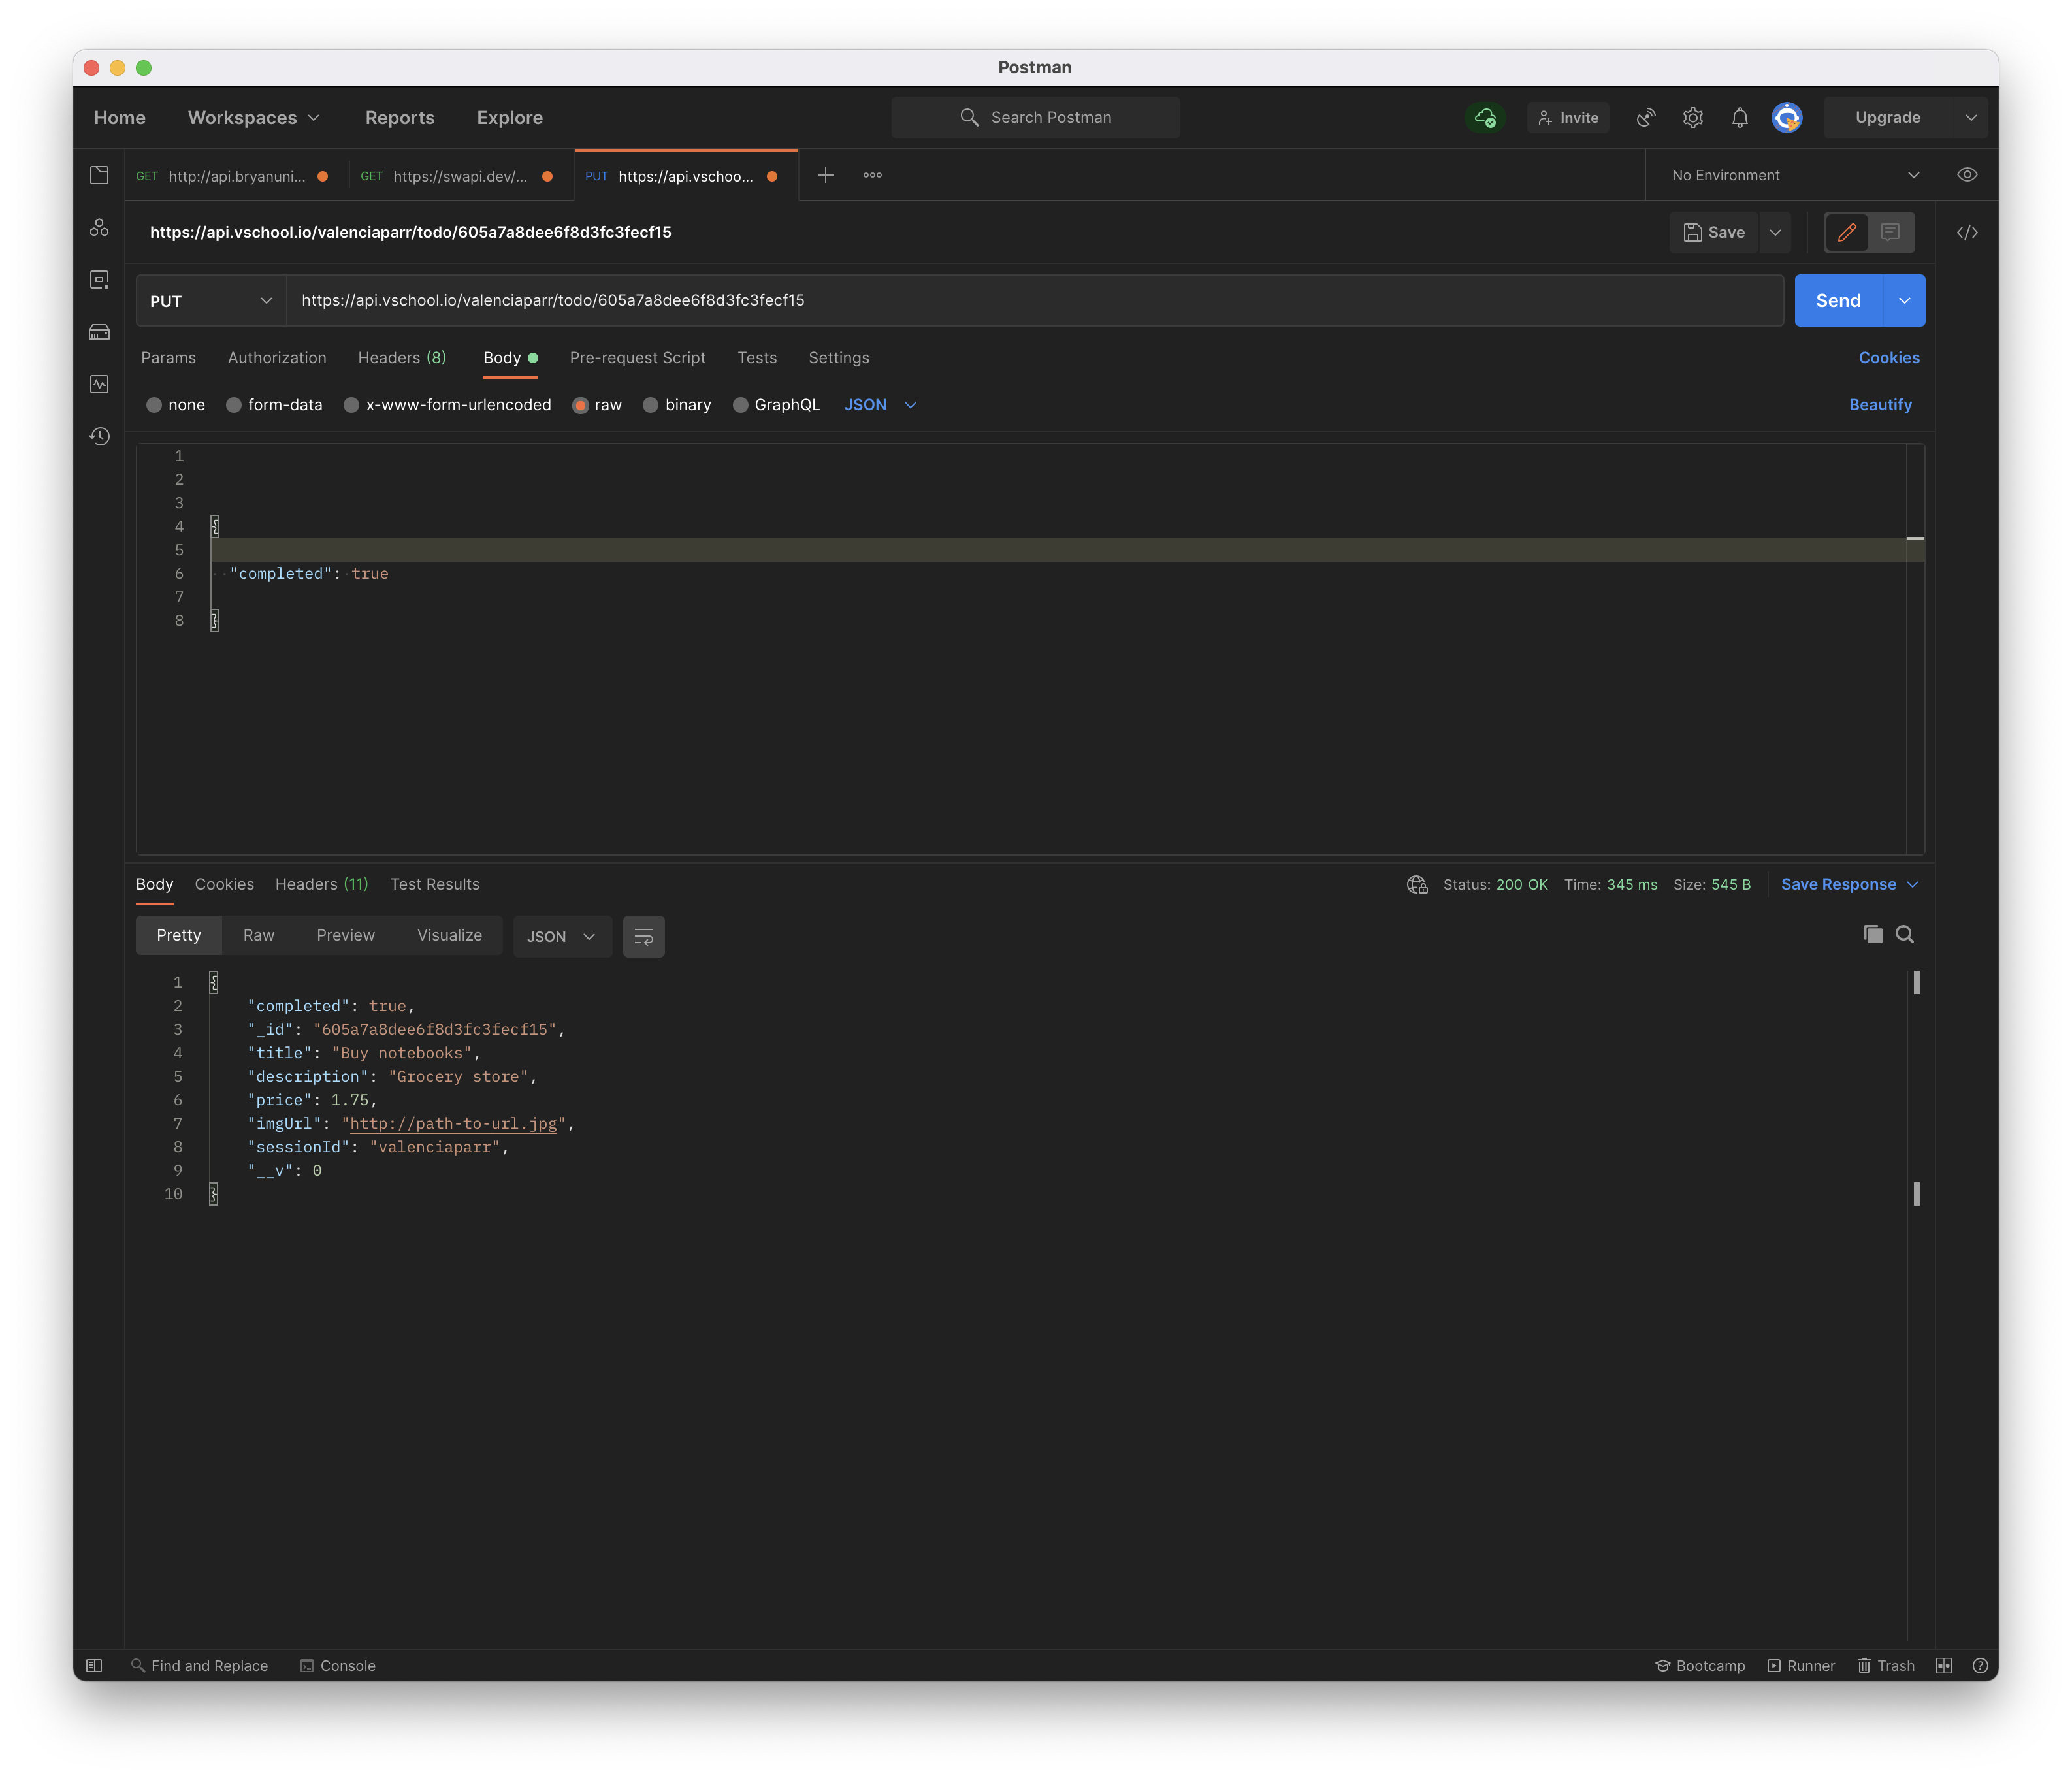 Postman
Home Workspaces Reports Explore Search Postman Invite Upgrade
GET http://api.bryanuni... GET https://swapi.dev/... PUT https://api.vschoo... No Environment
https://api.vschool.io/valenciaparr/todo/605a7a8dee6f8d3fc3fecf15 Save
PUT https://api.vschool.io/valenciaparr/todo/605a7a8dee6f8d3fc3fecf15 Send
Params Authorization Headers (8) Body Pre-request Script Tests Settings Cookies
none form-data x-www-form-urlencoded raw binary GraphQL JSON Beautify
1
2
3
4 {
5
6 "completed": true
7
8 }
Body Cookies Headers (11) Test Results Status: 200 OK Time: 345 ms Size: 545 B Save Response
Pretty Raw Preview Visualize JSON
1 {
2 "completed": true,
3 "_id": "605a7a8dee6f8d3fc3fecf15",
4 "title": "Buy notebooks",
5 "description": "Grocery store",
6 "price": 1.75,
7 "imgUrl": "http://path-to-url.jpg",
8 "sessionId": "valenciaparr",
9 "__v": 0
10 }
Find and Replace Console Bootcamp Runner Trash